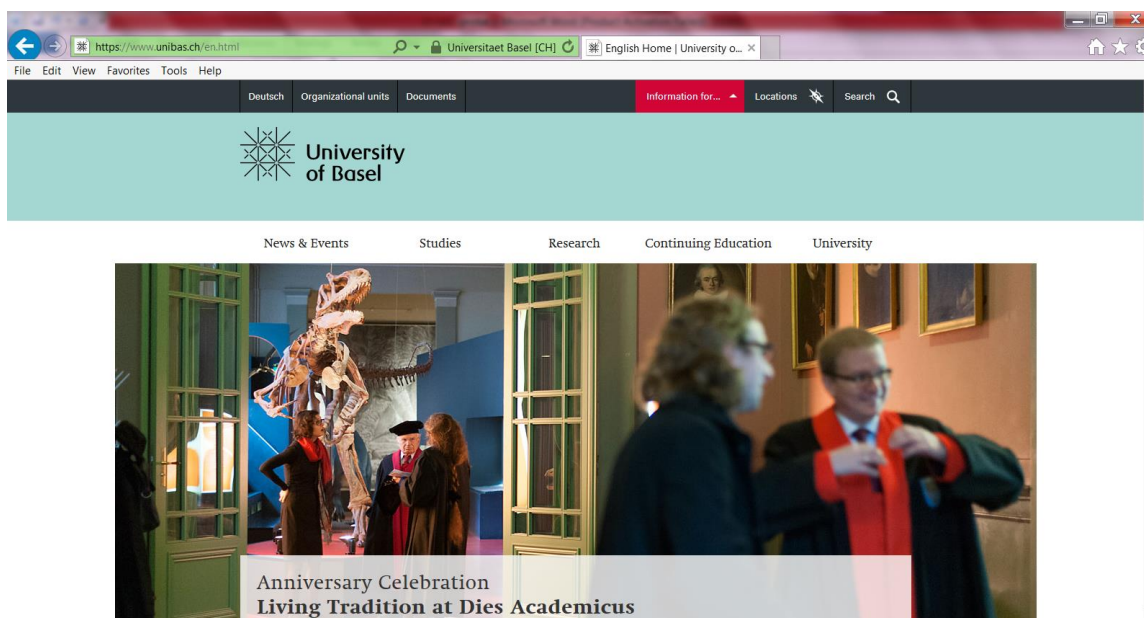 https://www.unibas.ch/en.html
Universitaet Basel [CH]
English Home | University o...
File Edit View Favorites Tools Help
Deutsch Organizational units Documents Information for... Locations Search
University
of Basel
News & Events Studies Research Continuing Education University
Anniversary Celebration
Living Tradition at Dies Academicus